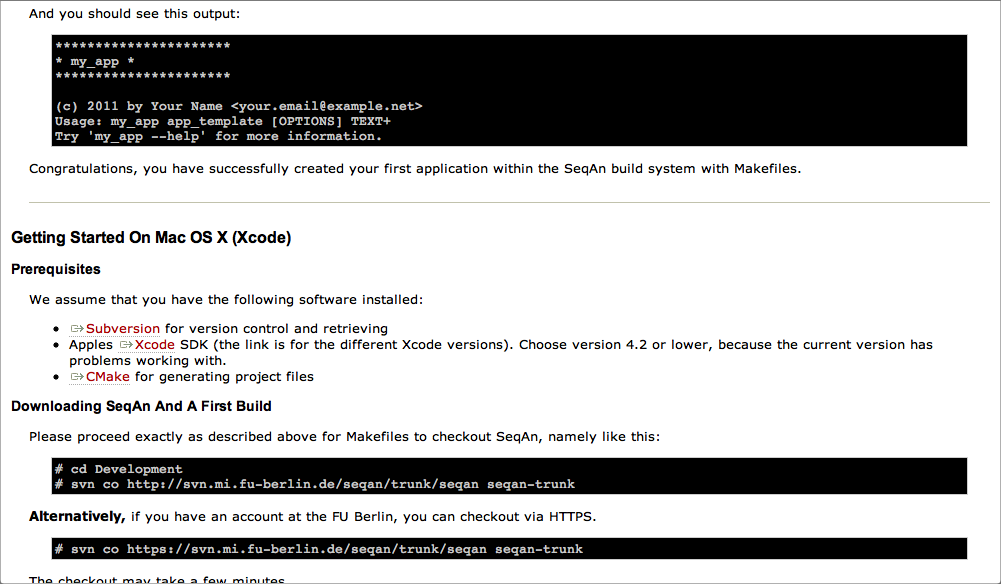 And you should see this output:
**********************
* my_app *
**********************
(c) 2011 by Your Name <your.email@example.net>
Usage: my_app app_template [OPTIONS] TEXT+
Try 'my_app --help' for more information.
Congratulations, you have successfully created your first application within the SeqAn build system with Makefiles.
Getting Started On Mac OS X (Xcode)
Prerequisites
We assume that you have the following software installed:
• Subversion for version control and retrieving
• Apples Xcode SDK (the link is for the different Xcode versions). Choose version 4.2 or lower, because the current version has
problems working with.
• CMake for generating project files
Downloading SeqAn And A First Build
Please proceed exactly as described above for Makefiles to checkout SeqAn, namely like this:
# cd Development
# svn co http://svn.mi.fu-berlin.de/seqan/trunk/seqan seqan-trunk
Alternatively, if you have an account at the FU Berlin, you can checkout via HTTPS.
# svn co https://svn.mi.fu-berlin.de/seqan/trunk/seqan seqan-trunk
The checkout may take a few minutes.